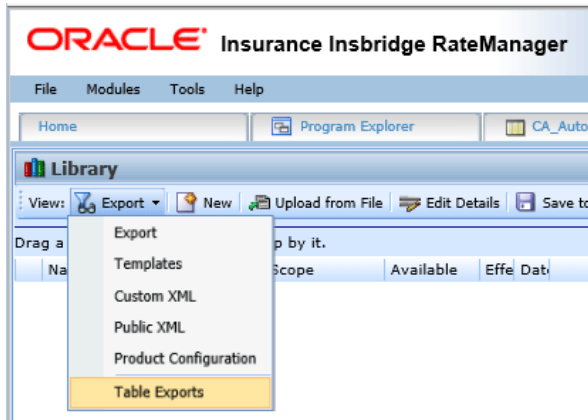 ORACLE Insurance Insbridge RateManager
File Modules Tools Help
Home Program Explorer CA_Auto
Library
View: Export New Upload from File Edit Details Save to
Drag a p by it.
Na Scope Available Effe Date
Export
Templates
Custom XML
Public XML
Product Configuration
Table Exports